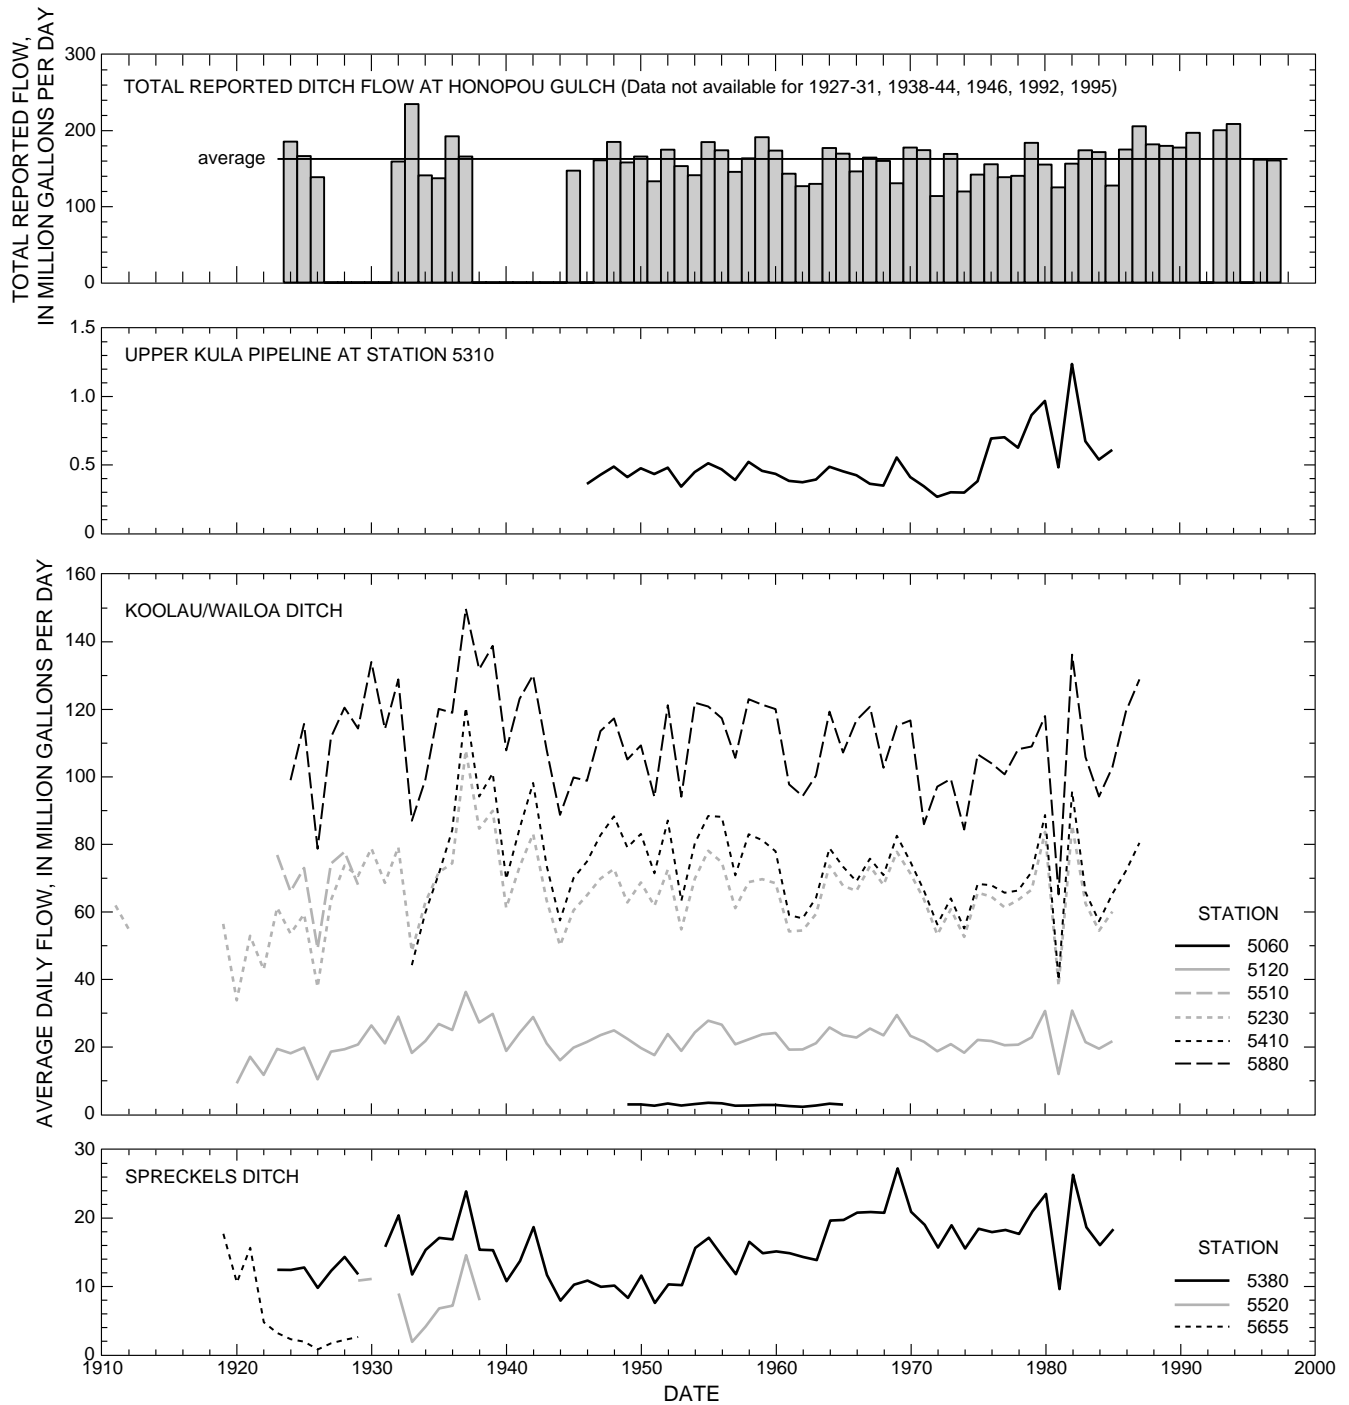 TOTAL REPORTED FLOW,
IN MILLION GALLONS PER DAY
300
200
100
0
TOTAL REPORTED DITCH FLOW AT HONOPOU GULCH (Data not available for 1927-31, 1938-44, 1946, 1992, 1995)
average
1.5
1.0
0.5
0
UPPER KULA PIPELINE AT STATION 5310
AVERAGE DAILY FLOW, IN MILLION GALLONS PER DAY
160
140
120
100
80
60
40
20
0
KOOLAU/WAILOA DITCH
STATION
5060
5120
5510
5230
5410
5880
30
20
10
0
SPRECKELS DITCH
STATION
5380
5520
5655
1910 1920 1930 1940 1950 1960 1970 1980 1990 2000
DATE